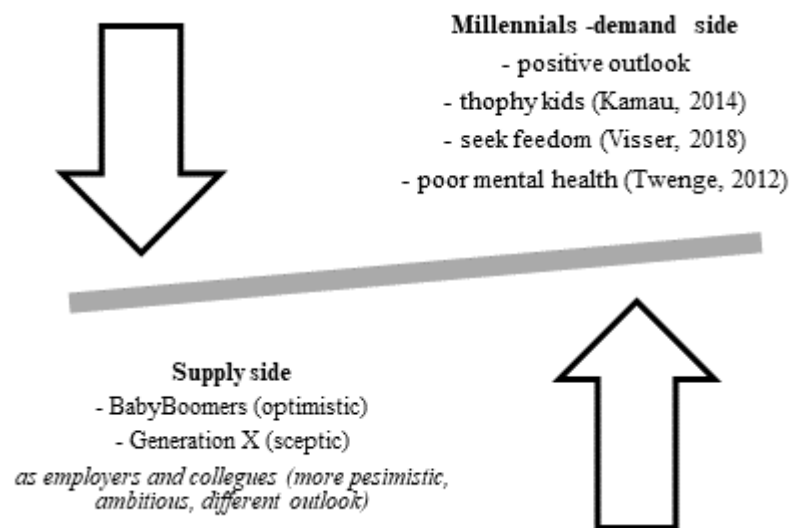 Millennials -demand side
- positive outlook
- thophy kids (Kamau, 2014)
- seek feedom (Visser, 2018)
- poor mental health (Twenge, 2012)
Supply side
- BabyBoomers (optimistic)
- Generation X (sceptic)
as employers and collegues (more pesimistic,
ambitious, different outlook)